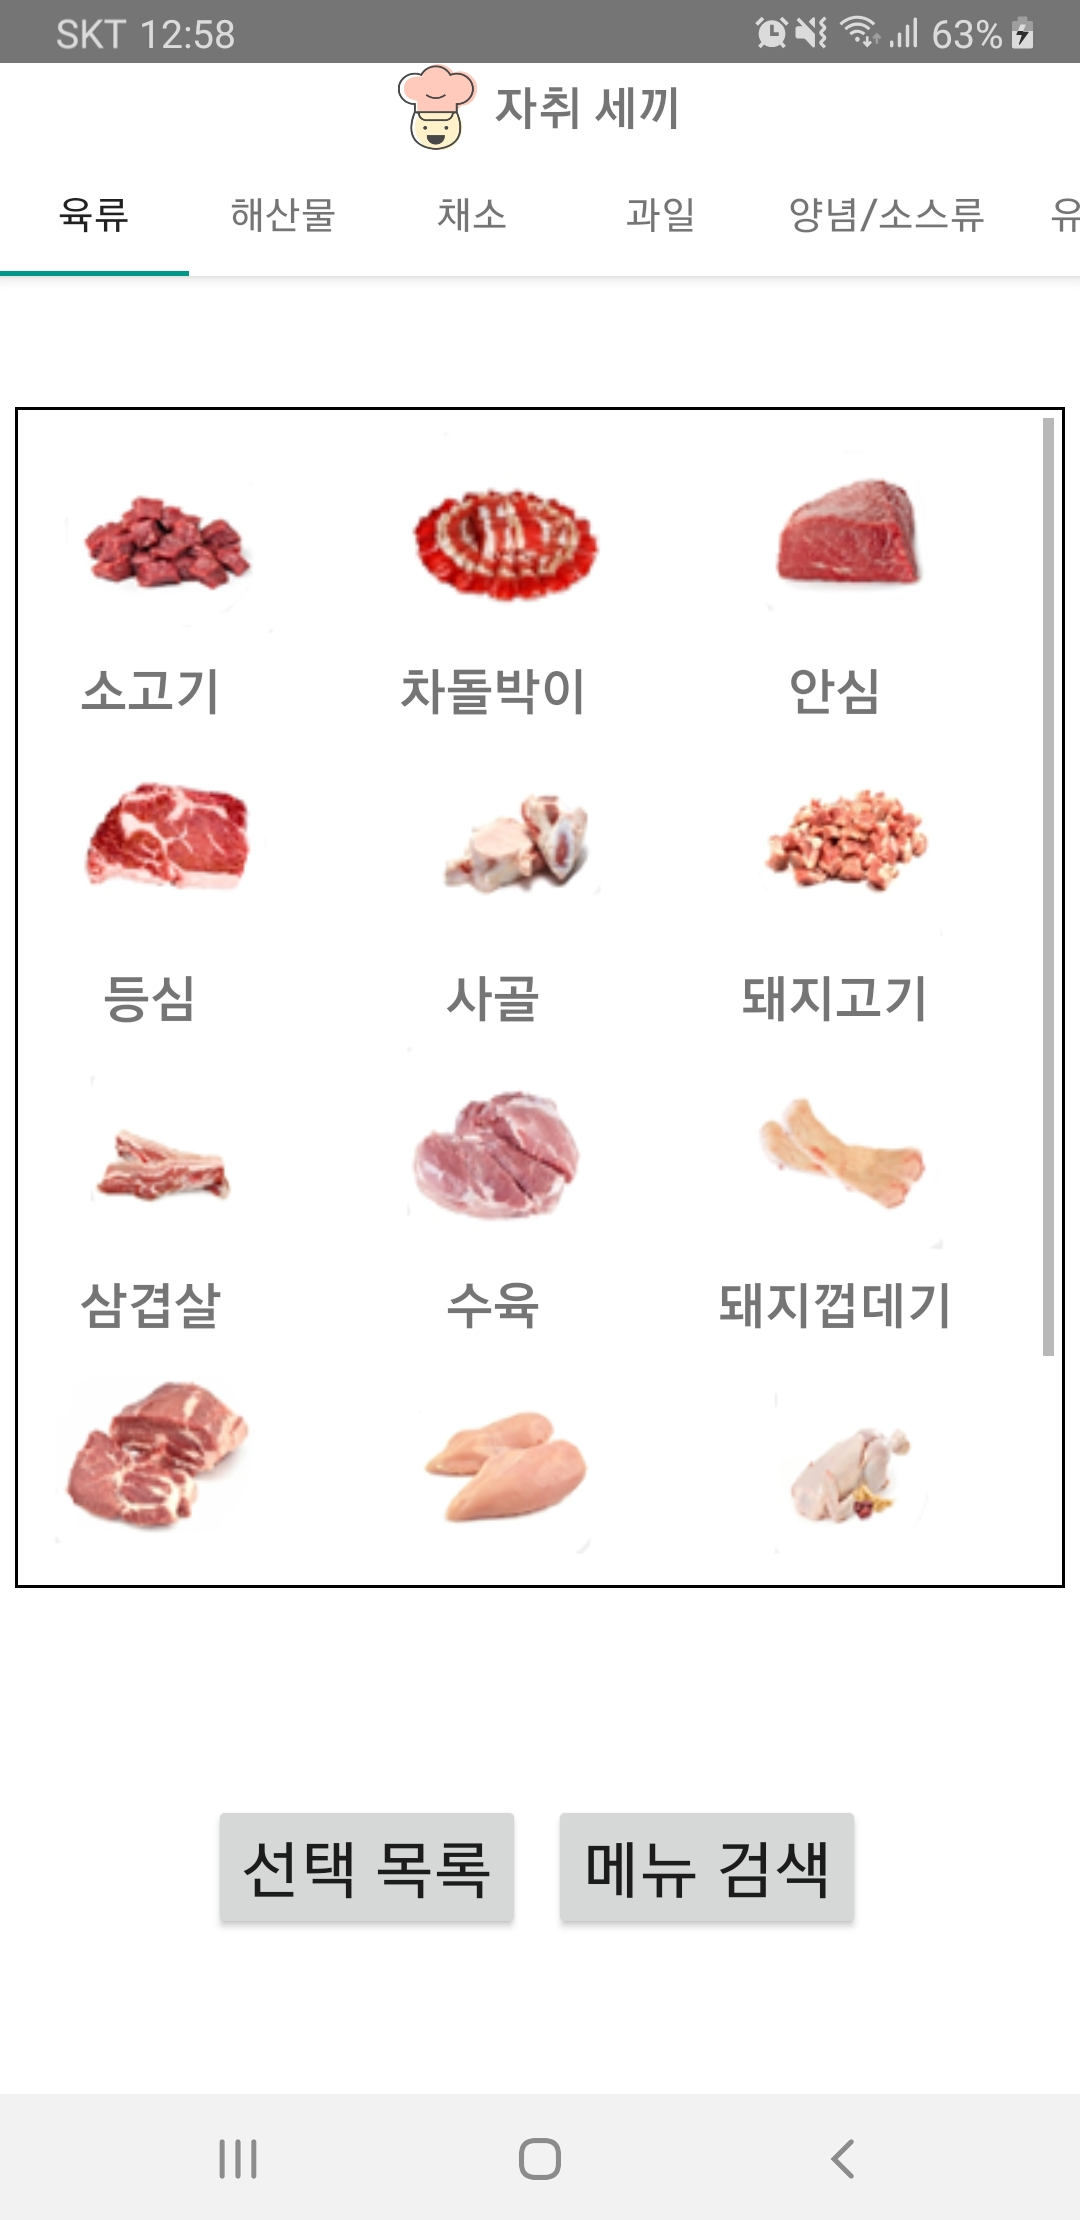 SKT 12:58 63%
자취 세끼
육류 해산물 채소 과일 양념/소스류 유
소고기 차돌박이 안심
등심 사골 돼지고기
삼겹살 수육 돼지껍데기
선택 목록 메뉴 검색